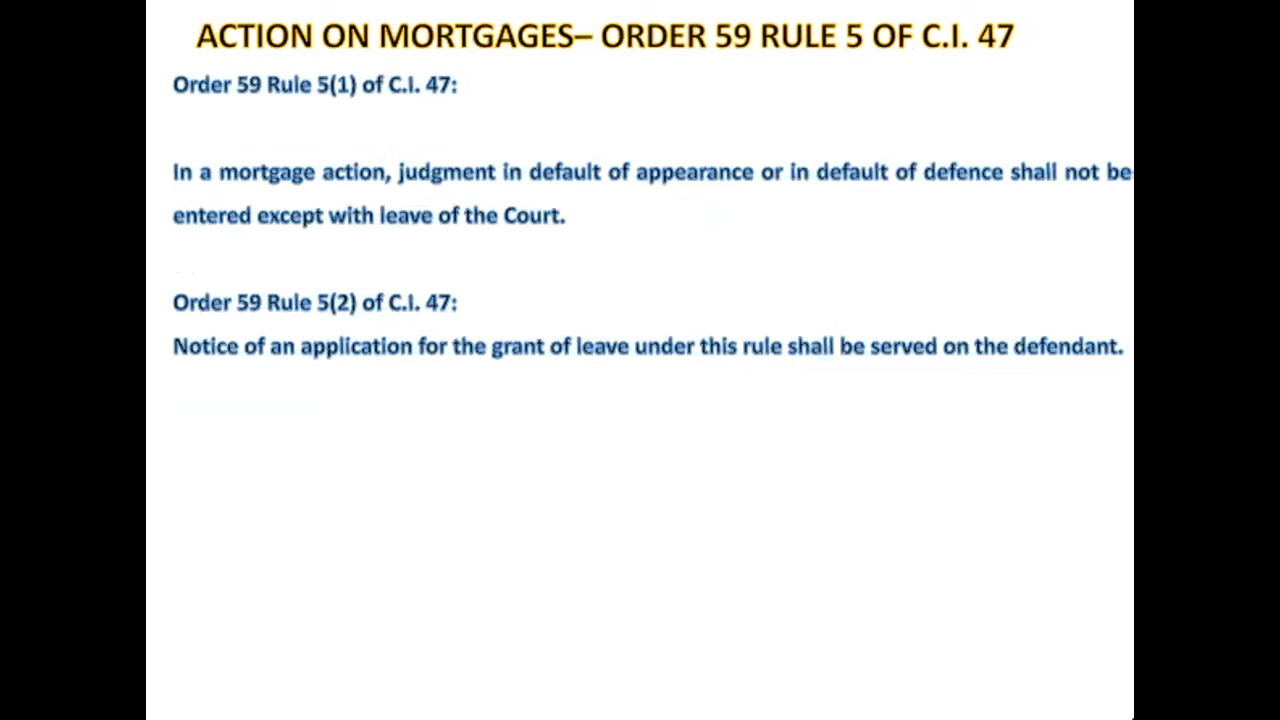 ACTION ON MORTGAGES– ORDER 59 RULE 5 OF C.I. 47
Order 59 Rule 5(1) of C.I. 47:
In a mortgage action, judgment in default of appearance or in default of defence shall not be
entered except with leave of the Court.
Order 59 Rule 5(2) of C.I. 47:
Notice of an application for the grant of leave under this rule shall be served on the defendant.